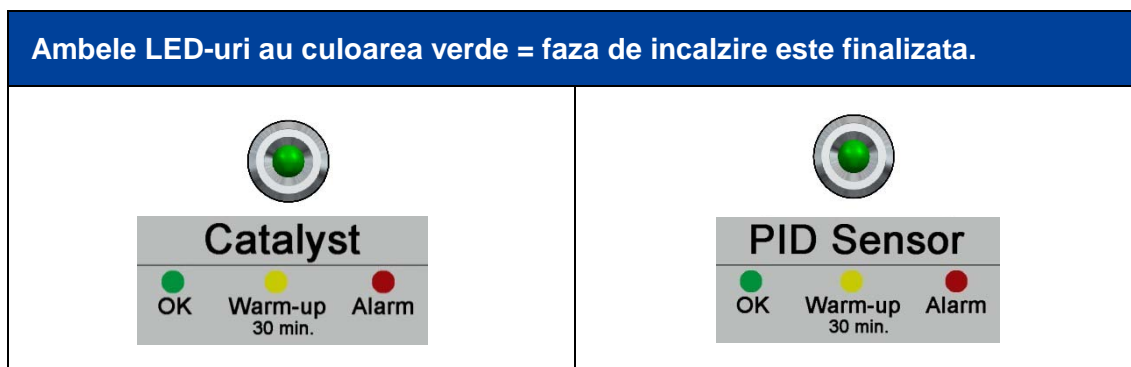 Ambele LED-uri au culoarea verde = faza de incalzire este finalizata.
Catalyst
OK Warm-up Alarm
30 min.
PID Sensor
OK Warm-up Alarm
30 min.